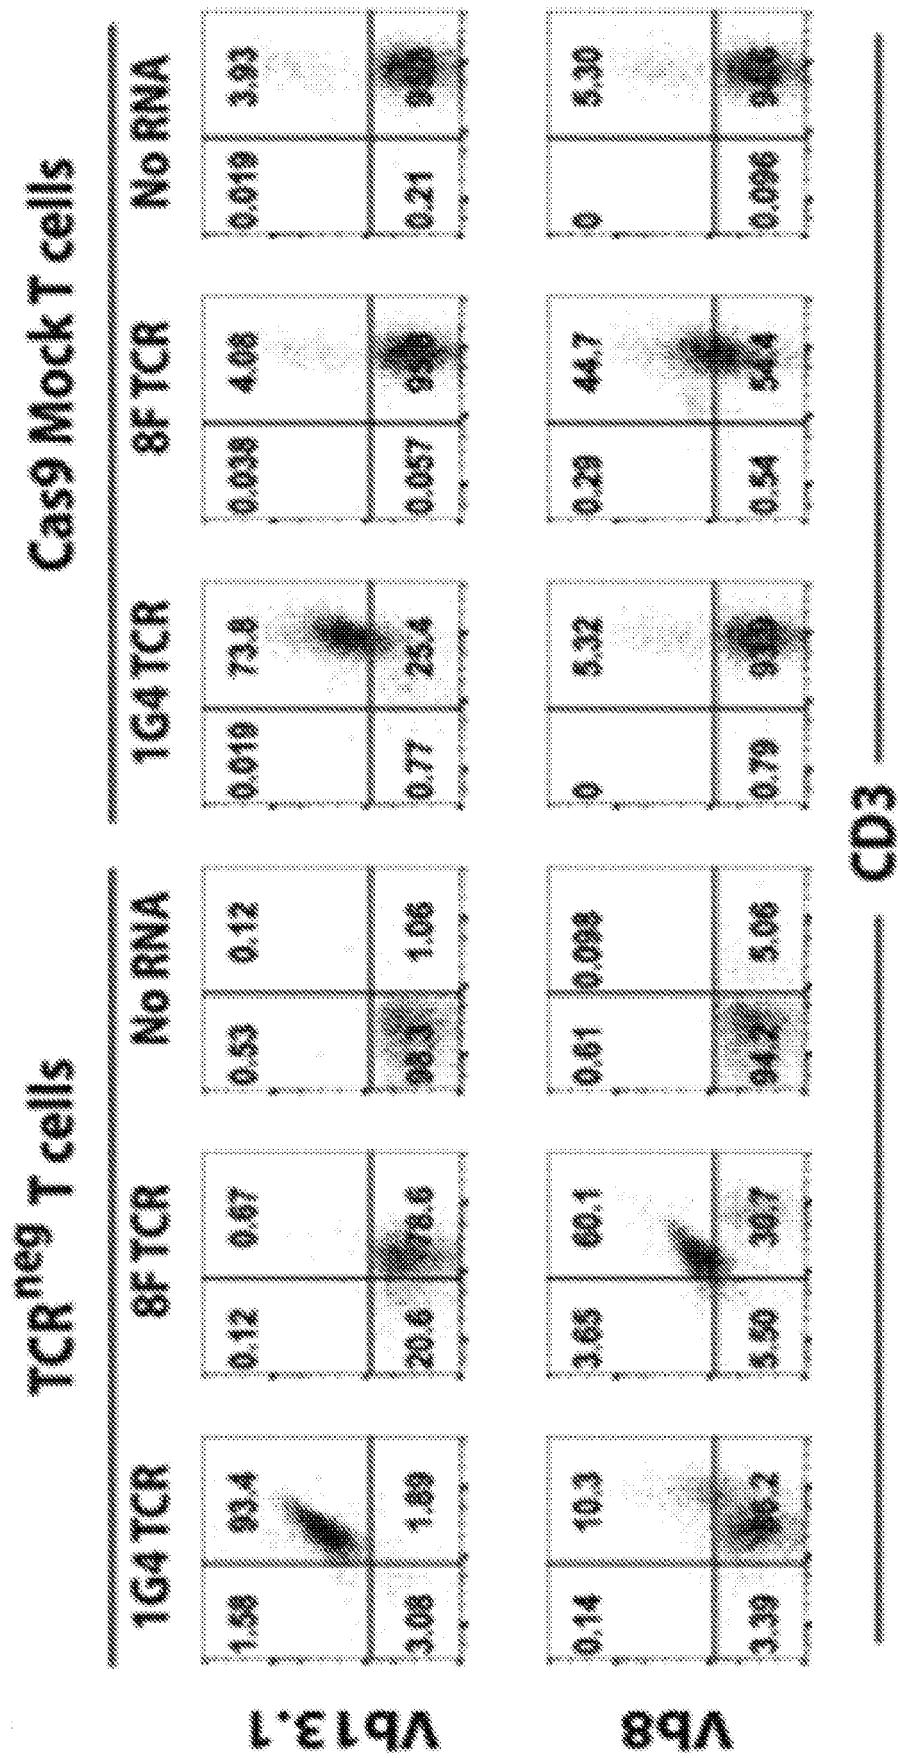 TCRneg T cells Cas9 Mock T cells
1G4 TCR 8F TCR No RNA 1G4 TCR 8F TCR No RNA
Vb13.1
1.58 93.4 0.12 0.67 0.53 0.12 0.019 73.8 0.038 4.08 0.019 3.93
3.08 1.89 20.6 78.6 98.3 1.06 0.77 25.4 0.057 0.21
Vb8
0.14 10.3 3.65 60.1 0.61 0.098 0 5.32 0.29 44.7 0 5.30
3.39 86.2 5.50 30.7 94.2 5.06 0.79 0.54 54.4 0.096
CD3